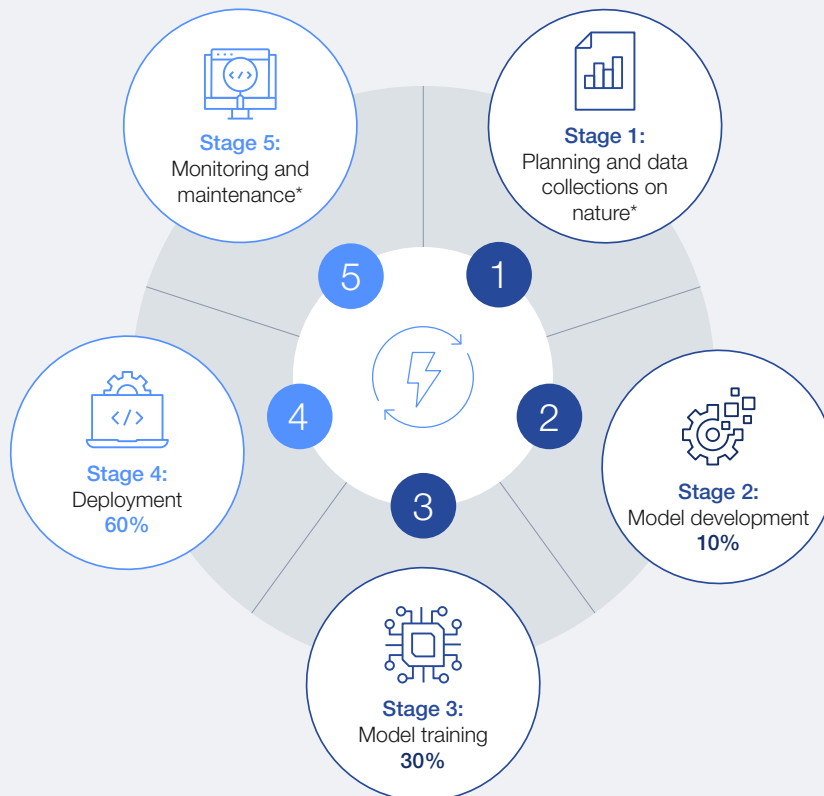 Stage 1:
Planning and data
collections on
nature*
Stage 2:
Model development
10%
Stage 3:
Model training
30%
Stage 4:
Deployment
60%
Stage 5:
Monitoring and
maintenance*
1
2
3
4
5